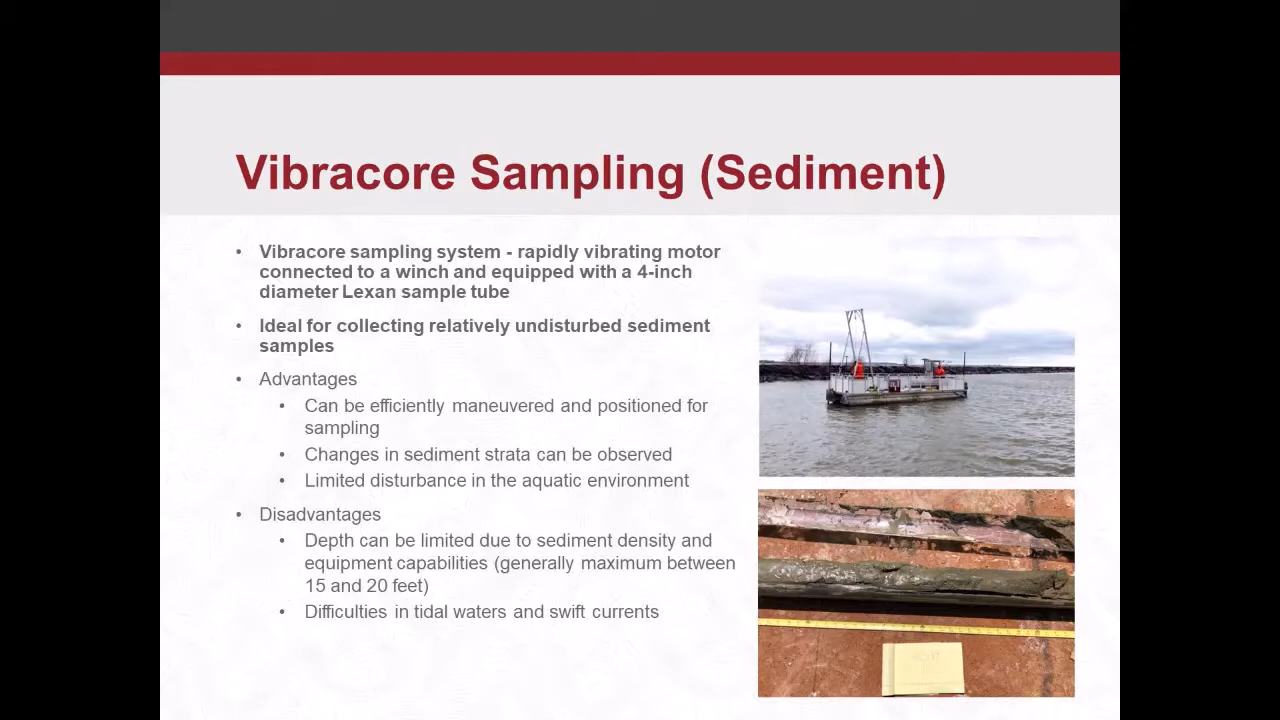 Vibracore Sampling (Sediment)
• Vibracore sampling system - rapidly vibrating motor
connected to a winch and equipped with a 4-inch
diameter Lexan sample tube
• Ideal for collecting relatively undisturbed sediment
samples
• Advantages
• Can be efficiently maneuvered and positioned for
sampling
• Changes in sediment strata can be observed
• Limited disturbance in the aquatic environment
• Disadvantages
• Depth can be limited due to sediment density and
equipment capabilities (generally maximum between
15 and 20 feet)
• Difficulties in tidal waters and swift currents